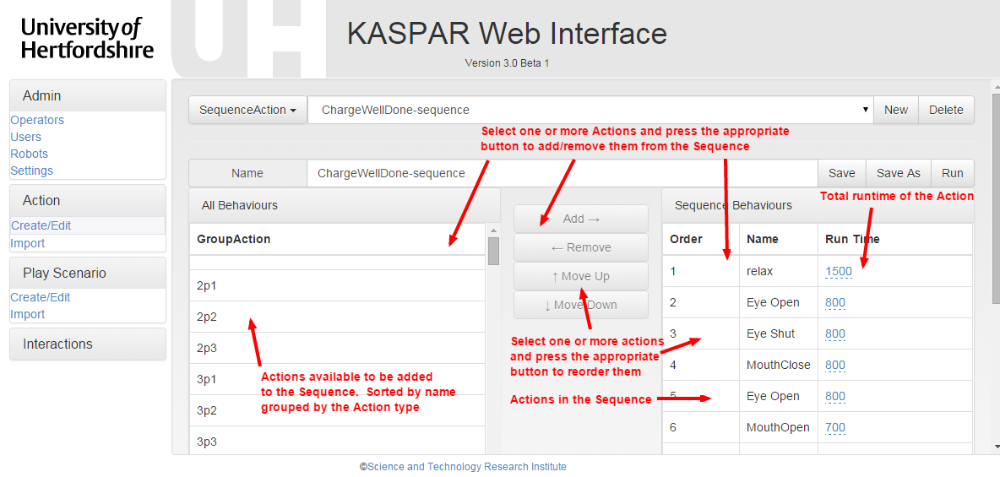 University of
Hertfordshire
UH
KASPAR Web Interface
Version 3.0 Beta 1
Admin
Operators
Users
Robots
Settings
Action
Create/Edit
Import
Play Scenario
Create/Edit
Import
Interactions
SequenceAction
ChargeWellDone-sequence
New
Delete
Select one or more Actions and press the appropriate
button to add/remove them from the Sequence
Name
ChargeWellDone-sequence
Save
Save As
Run
Total runtime of the Action
All Behaviours
GroupAction
2p1
2p2
2p3
3p1
3p2
3p3
Actions available to be added
to the Sequence. Sorted by name
grouped by the Action type
Add →
← Remove
↑ Move Up
↓ Move Down
Select one or more actions
and press the appropriate
button to reorder them
Actions in the Sequence
Sequence Behaviours
Order Name Run Time
1 relax 1500
2 Eye Open 800
3 Eye Shut 800
4 MouthClose 800
5 Eye Open 800
6 MouthOpen 700
©Science and Technology Research Institute